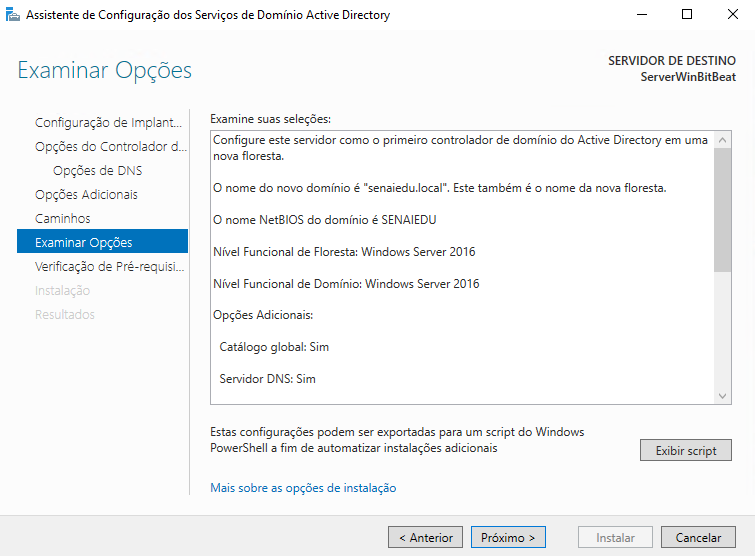 Assistente de Configuração dos Serviços de Domínio Active Directory
Examinar Opções
SERVIDOR DE DESTINO
ServerWinBitBeat
Configuração de Implant...
Opções do Controlador d...
Opções de DNS
Opções Adicionais
Caminhos
Examinar Opções
Verificação de Pré-requisi...
Instalação
Resultados
Examine suas seleções:
Configure este servidor como o primeiro controlador de domínio do Active Directory em uma
nova floresta.
O nome do novo domínio é "senaiedu.local". Este também é o nome da nova floresta.
O nome NetBIOS do domínio é SENAIEDU
Nível Funcional de Floresta: Windows Server 2016
Nível Funcional de Domínio: Windows Server 2016
Opções Adicionais:
Catálogo global: Sim
Servidor DNS: Sim
Estas configurações podem ser exportadas para um script do Windows
PowerShell a fim de automatizar instalações adicionais
Exibir script
Mais sobre as opções de instalação
< Anterior
Próximo >
Instalar
Cancelar